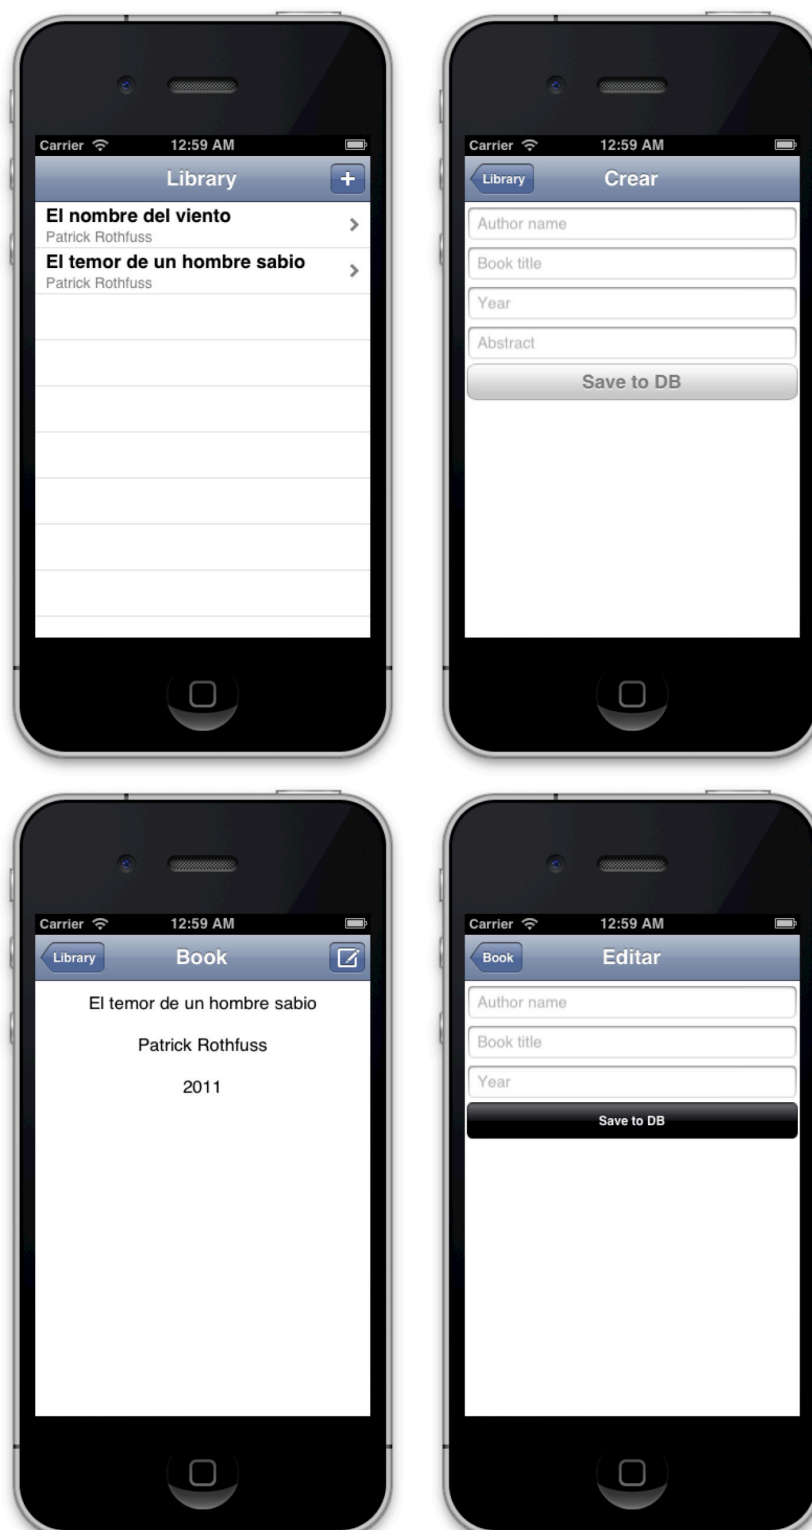 Carrier 12:59 AM
Library +
El nombre del viento
Patrick Rothfuss
El temor de un hombre sabio
Patrick Rothfuss
Carrier 12:59 AM
Library Crear
Author name
Book title
Year
Abstract
Save to DB
Carrier 12:59 AM
Library Book
El temor de un hombre sabio
Patrick Rothfuss
2011
Carrier 12:59 AM
Book Editar
Author name
Book title
Year
Save to DB